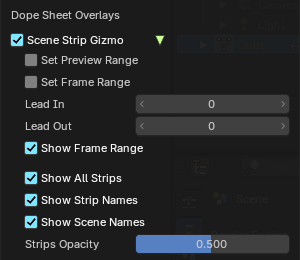 Dope Sheet Overlays
Scene Strip Gizmo
Set Preview Range
Set Frame Range
Lead In 0
Lead Out 0
Show Frame Range
Show All Strips
Show Strip Names
Show Scene Names
Strips Opacity 0.500
Scene